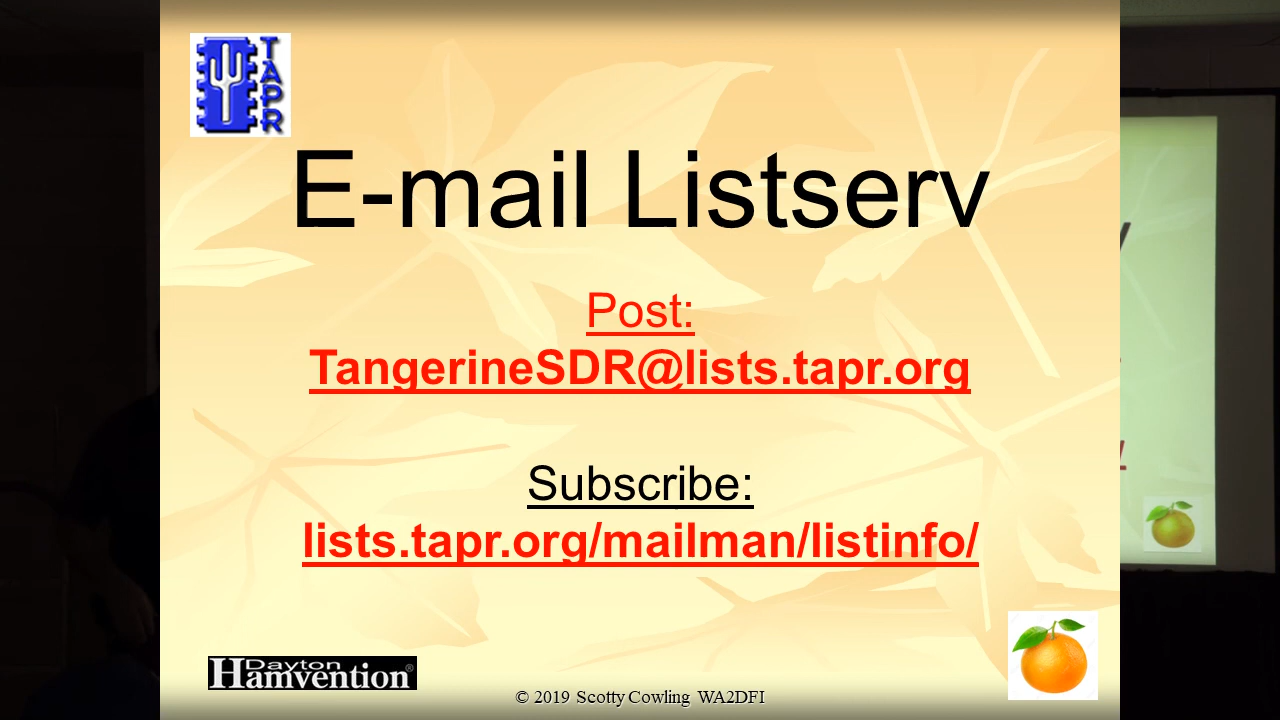 TAPR
E-mail Listserv
Post:
TangerineSDR@lists.tapr.org
Subscribe:
lists.tapr.org/mailman/listinfo/
Dayton
Hamvention®
© 2019 Scotty Cowling WA2DFI